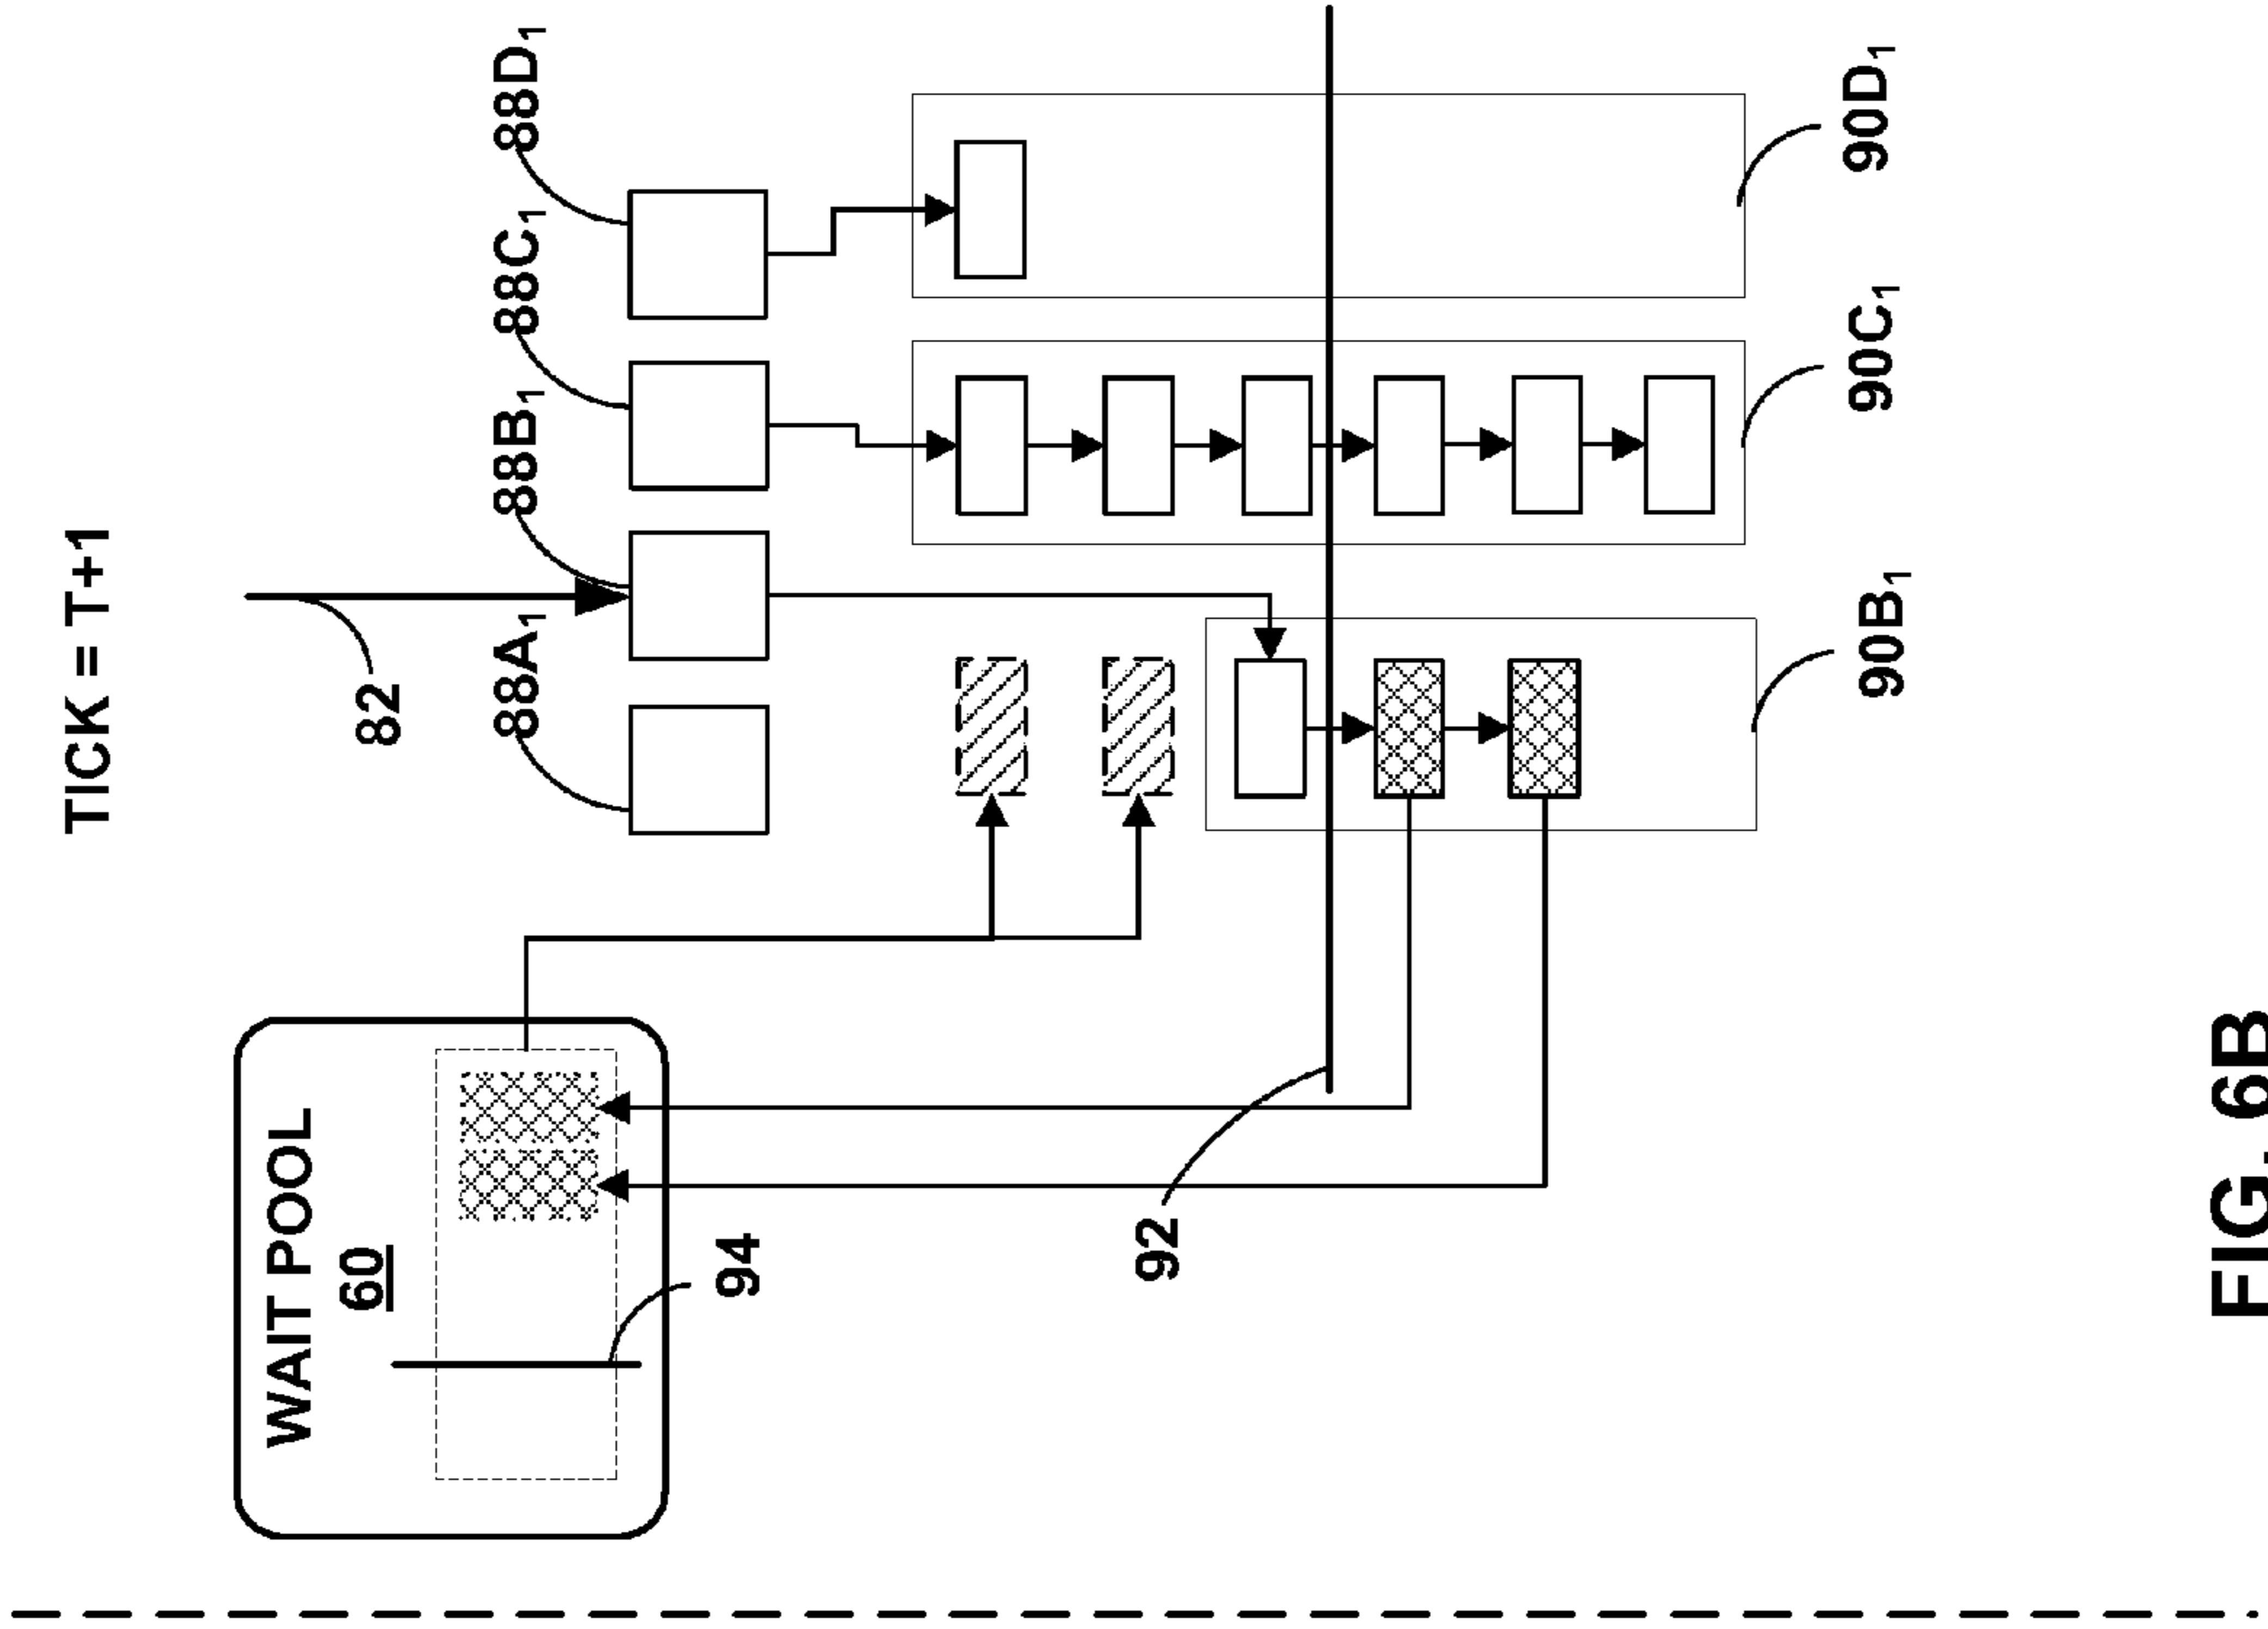 TICK = T+1
82
WAIT POOL
60
94
88A1
88B1
88C1
88D1
92
90B1
90C1
90D1
FIG. 6B